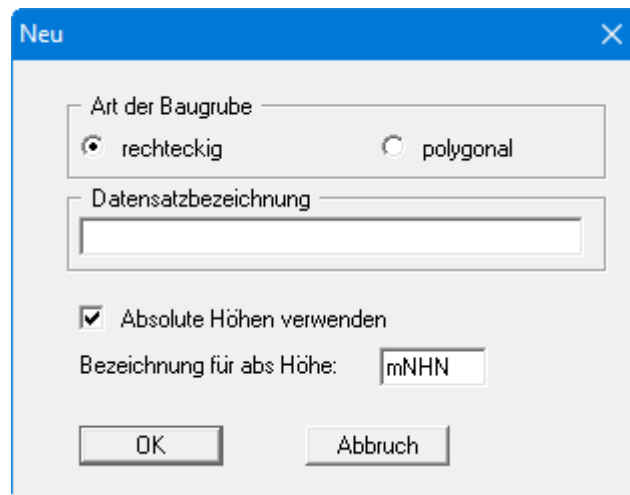 Neu
Art der Baugrube
rechteckig polygonal
Datensatzbezeichnung
Absolute Höhen verwenden
Bezeichnung für abs Höhe: mNHN
OK Abbruch